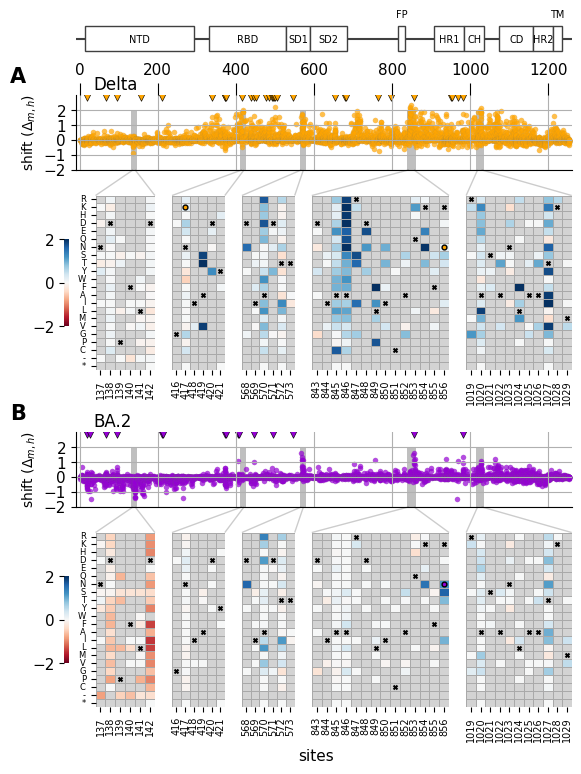 FP
TM
NTD RBD SD1 SD2 HR1 CH CD HR2
0 200 400 600 800 1000 1200
A
Delta
shift (Δm,h)
2
1
0
−1
−2
R
K
H
D
E
Q
N
S
T
Y
W
F
A
I
L
M
V
G
P
C
-
*
2
0
−2
137 138 139 140 141 142
416 417 418 419 420 421
568 569 570 571 572 573
843 844 845 846 847 848 849 850 851 852 853 854 855 856
1019 1020 1021 1022 1023 1024 1025 1026 1027 1028 1029
B
BA.2
shift (Δm,h)
2
1
0
−1
−2
R
K
H
D
E
Q
N
S
T
Y
W
F
A
I
L
M
V
G
P
C
-
*
2
0
−2
137 138 139 140 141 142
416 417 418 419 420 421
568 569 570 571 572 573
843 844 845 846 847 848 849 850 851 852 853 854 855 856
1019 1020 1021 1022 1023 1024 1025 1026 1027 1028 1029
sites